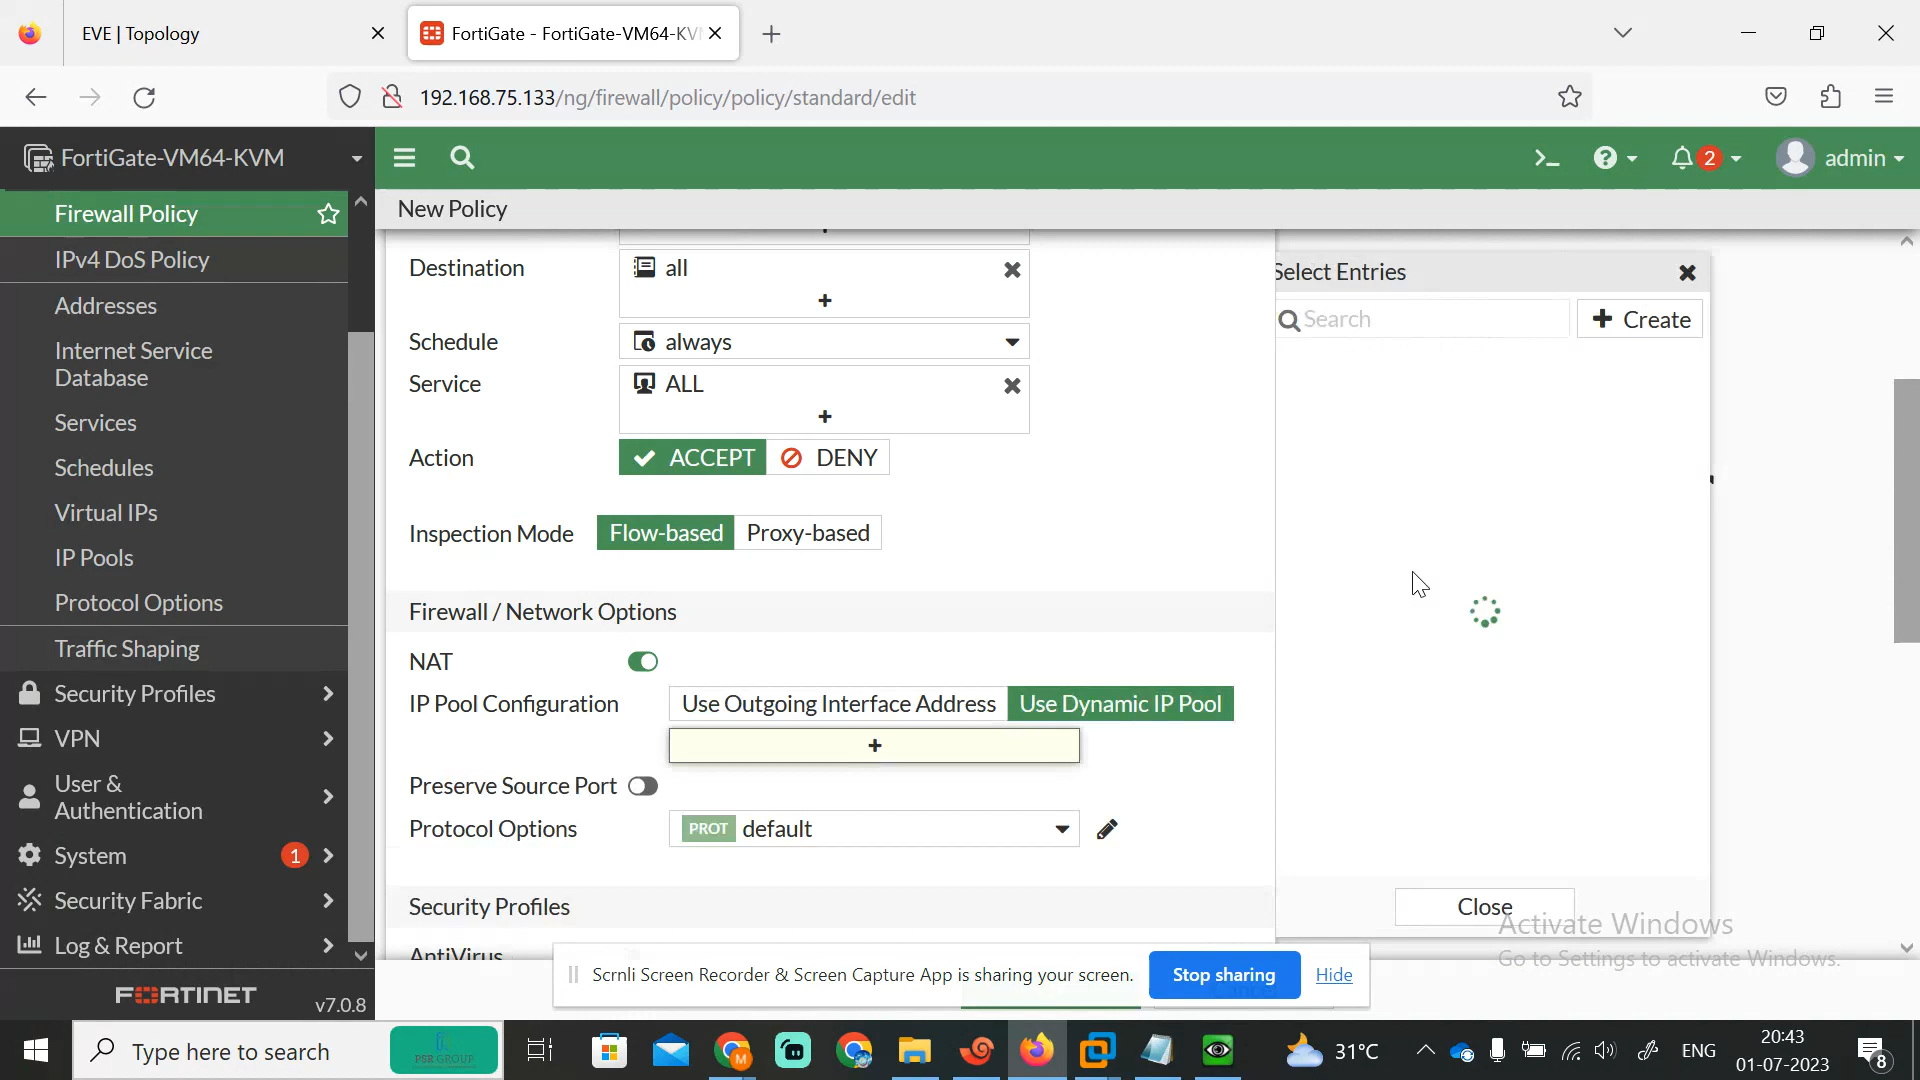 EVE | Topology
FortiGate - FortiGate-VM64-KV
192.168.75.133/ng/firewall/policy/policy/standard/edit
FortiGate-VM64-KVM
2
admin
Firewall Policy
New Policy
IPv4 DoS Policy
Addresses
Internet Service
Database
Services
Schedules
Virtual IPs
IP Pools
Protocol Options
Traffic Shaping
Security Profiles
VPN
User &
Authentication
System
1
Security Fabric
Log & Report
FORTINET
v7.0.8
Destination
all
Schedule
always
Service
ALL
Action
ACCEPT
DENY
Inspection Mode
Flow-based
Proxy-based
Firewall / Network Options
NAT
IP Pool Configuration
Use Outgoing Interface Address
Use Dynamic IP Pool
Preserve Source Port
Protocol Options
PROT default
Security Profiles
AntiVirus
Select Entries
Search
Create
Close
Activate Windows
Go to Settings to activate Windows.
Scrnli Screen Recorder & Screen Capture App is sharing your screen.
Stop sharing
Hide
Type here to search
PSR GROUP
M
31°C
ENG
20:43
01-07-2023
8